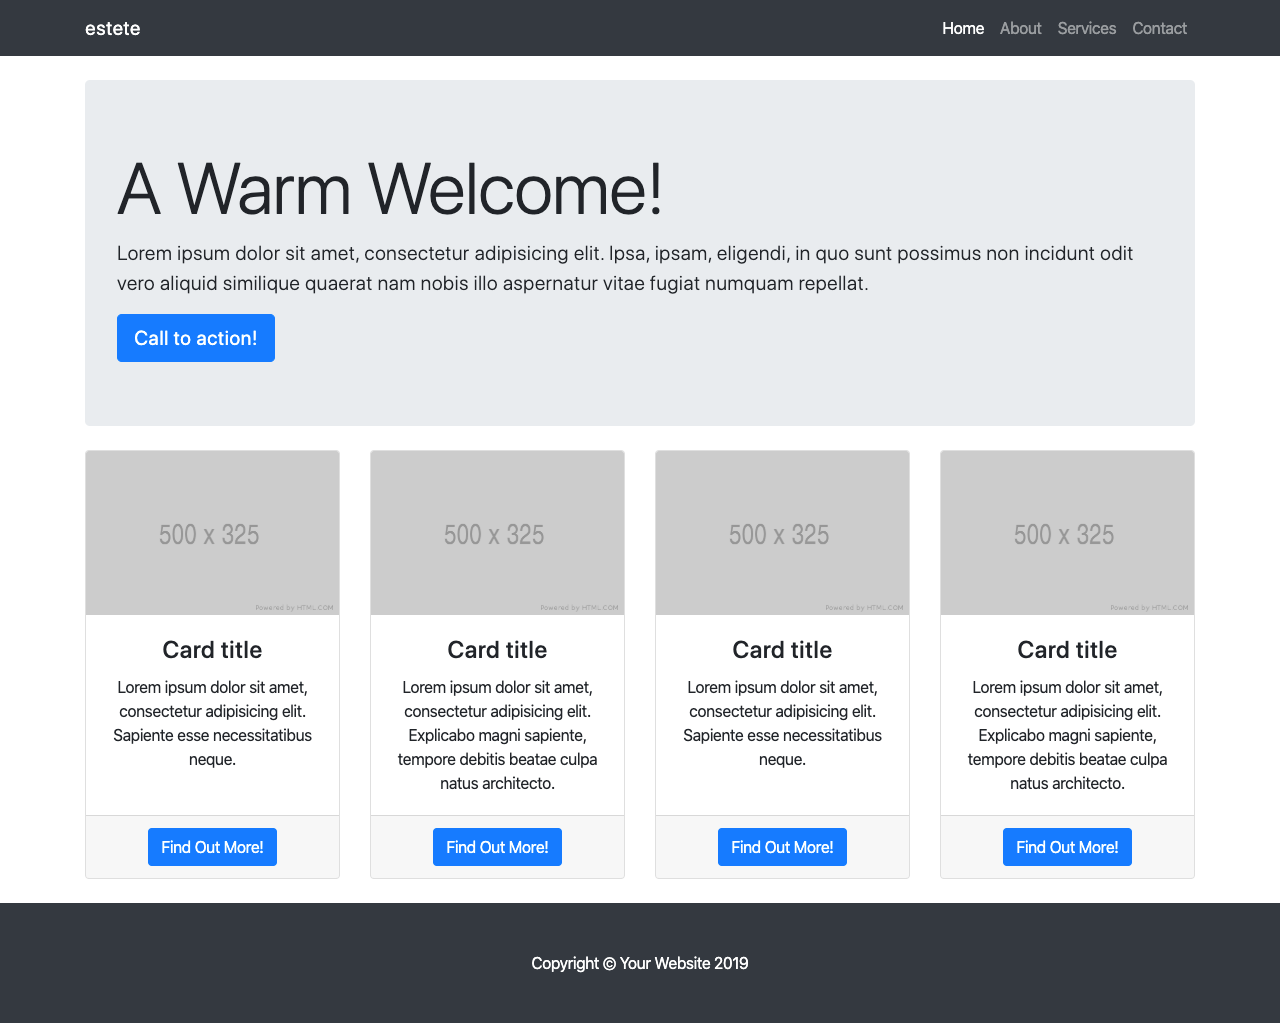 estete
Home About Services Contact
A Warm Welcome!
Lorem ipsum dolor sit amet, consectetur adipisicing elit. Ipsa, ipsam, eligendi, in quo sunt possimus non incidunt odit
vero aliquid similique quaerat nam nobis illo aspernatur vitae fugiat numquam repellat.
Call to action!
500 x 325
Powered by HTML.COM
Card title
Lorem ipsum dolor sit amet,
consectetur adipisicing elit.
Sapiente esse necessitatibus
neque.
Find Out More!
500 x 325
Powered by HTML.COM
Card title
Lorem ipsum dolor sit amet,
consectetur adipisicing elit.
Explicabo magni sapiente,
tempore debitis beatae culpa
natus architecto.
Find Out More!
500 x 325
Powered by HTML.COM
Card title
Lorem ipsum dolor sit amet,
consectetur adipisicing elit.
Sapiente esse necessitatibus
neque.
Find Out More!
500 x 325
Powered by HTML.COM
Card title
Lorem ipsum dolor sit amet,
consectetur adipisicing elit.
Explicabo magni sapiente,
tempore debitis beatae culpa
natus architecto.
Find Out More!
Copyright © Your Website 2019